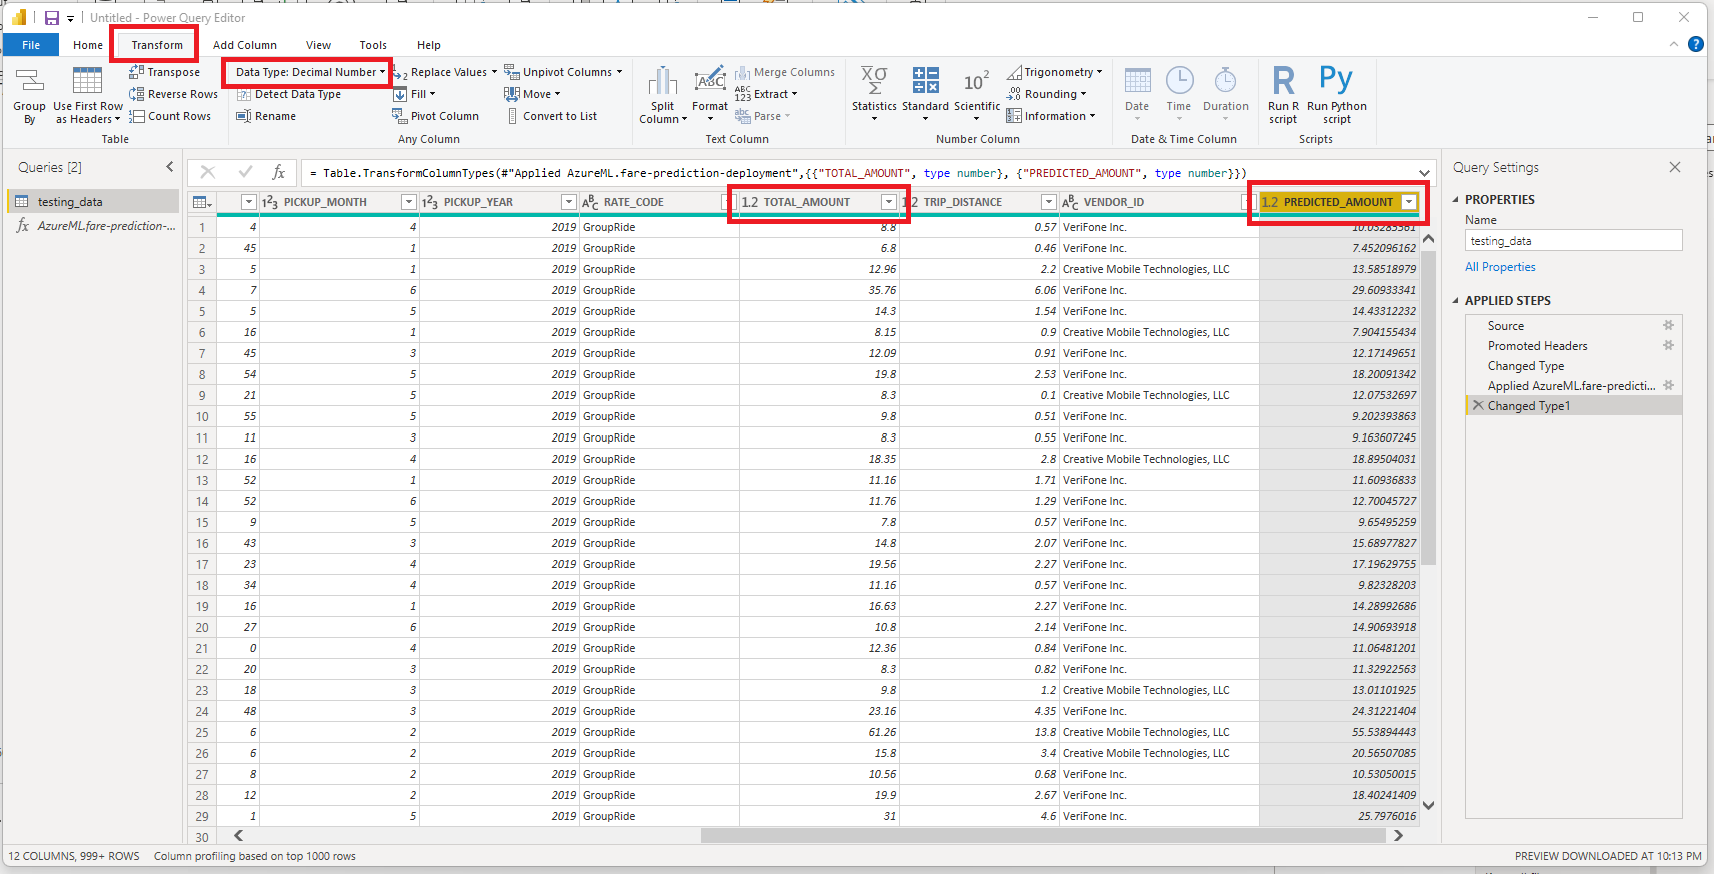 Untitled - Power Query Editor
File Home Transform Add Column View Tools Help
Group By
Use First Row as Headers
Transpose
Reverse Rows
Count Rows
Table
Data Type: Decimal Number
Detect Data Type
Rename
Replace Values
Fill
Pivot Column
Unpivot Columns
Move
Convert to List
Any Column
Split Column
Format
Merge Columns
Extract
Parse
Text Column
Statistics
Standard
Scientific
Trigonometry
Rounding
Information
Number Column
Date
Time
Duration
Date & Time Column
Run R script
Run Python script
Scripts
Queries [2]
testing_data
AzureML.fare-prediction-...
= Table.TransformColumnTypes(#"Applied AzureML.fare-prediction-deployment",{{"TOTAL_AMOUNT", type number}, {"PREDICTED_AMOUNT", type number}})
PICKUP_MONTH PICKUP_YEAR RATE_CODE TOTAL_AMOUNT TRIP_DISTANCE VENDOR_ID PREDICTED_AMOUNT
1 4 4 2019 GroupRide 8.8 0.57 VeriFone Inc. 10.05285561
2 45 1 2019 GroupRide 6.8 0.46 VeriFone Inc. 7.452096162
3 5 1 2019 GroupRide 12.96 2.2 Creative Mobile Technologies, LLC 13.58518979
4 7 6 2019 GroupRide 35.76 6.06 VeriFone Inc. 29.60933341
5 5 5 2019 GroupRide 14.3 1.54 VeriFone Inc. 14.43312232
6 16 1 2019 GroupRide 8.15 0.9 Creative Mobile Technologies, LLC 7.904155434
7 45 3 2019 GroupRide 12.09 0.91 VeriFone Inc. 12.17149651
8 54 5 2019 GroupRide 19.8 2.53 VeriFone Inc. 18.20091342
9 21 5 2019 GroupRide 8.3 0.1 Creative Mobile Technologies, LLC 12.07532697
10 55 5 2019 GroupRide 9.8 0.51 VeriFone Inc. 9.202393863
11 11 3 2019 GroupRide 8.3 0.55 VeriFone Inc. 9.163607245
12 16 4 2019 GroupRide 18.35 2.8 Creative Mobile Technologies, LLC 18.89504031
13 52 1 2019 GroupRide 11.16 1.71 VeriFone Inc. 11.60936833
14 52 6 2019 GroupRide 11.76 1.29 VeriFone Inc. 12.70045727
15 9 5 2019 GroupRide 7.8 0.57 VeriFone Inc. 9.65495259
16 43 3 2019 GroupRide 14.8 2.07 VeriFone Inc. 15.68977827
17 23 4 2019 GroupRide 19.56 2.27 VeriFone Inc. 17.19629755
18 34 4 2019 GroupRide 11.16 0.57 VeriFone Inc. 9.82328203
19 16 1 2019 GroupRide 16.63 2.27 VeriFone Inc. 14.28992686
20 27 6 2019 GroupRide 10.8 2.14 VeriFone Inc. 14.90693918
21 0 4 2019 GroupRide 12.36 0.84 VeriFone Inc. 11.06481201
22 20 3 2019 GroupRide 8.3 0.82 VeriFone Inc. 11.32922563
23 18 3 2019 GroupRide 9.8 1.2 Creative Mobile Technologies, LLC 13.01101925
24 48 3 2019 GroupRide 23.16 4.35 VeriFone Inc. 24.31221404
25 6 2 2019 GroupRide 61.26 13.8 Creative Mobile Technologies, LLC 55.53894443
26 6 2 2019 GroupRide 15.8 3.4 Creative Mobile Technologies, LLC 20.56507085
27 8 2 2019 GroupRide 10.56 0.68 VeriFone Inc. 10.53050015
28 12 2 2019 GroupRide 19.9 2.67 VeriFone Inc. 18.40241409
29 1 5 2019 GroupRide 31 4.6 VeriFone Inc. 25.7976016
30
Query Settings
PROPERTIES
Name
testing_data
All Properties
APPLIED STEPS
Source
Promoted Headers
Changed Type
Applied AzureML.fare-predicti...
Changed Type1
12 COLUMNS, 999+ ROWS Column profiling based on top 1000 rows
PREVIEW DOWNLOADED AT 10:13 PM